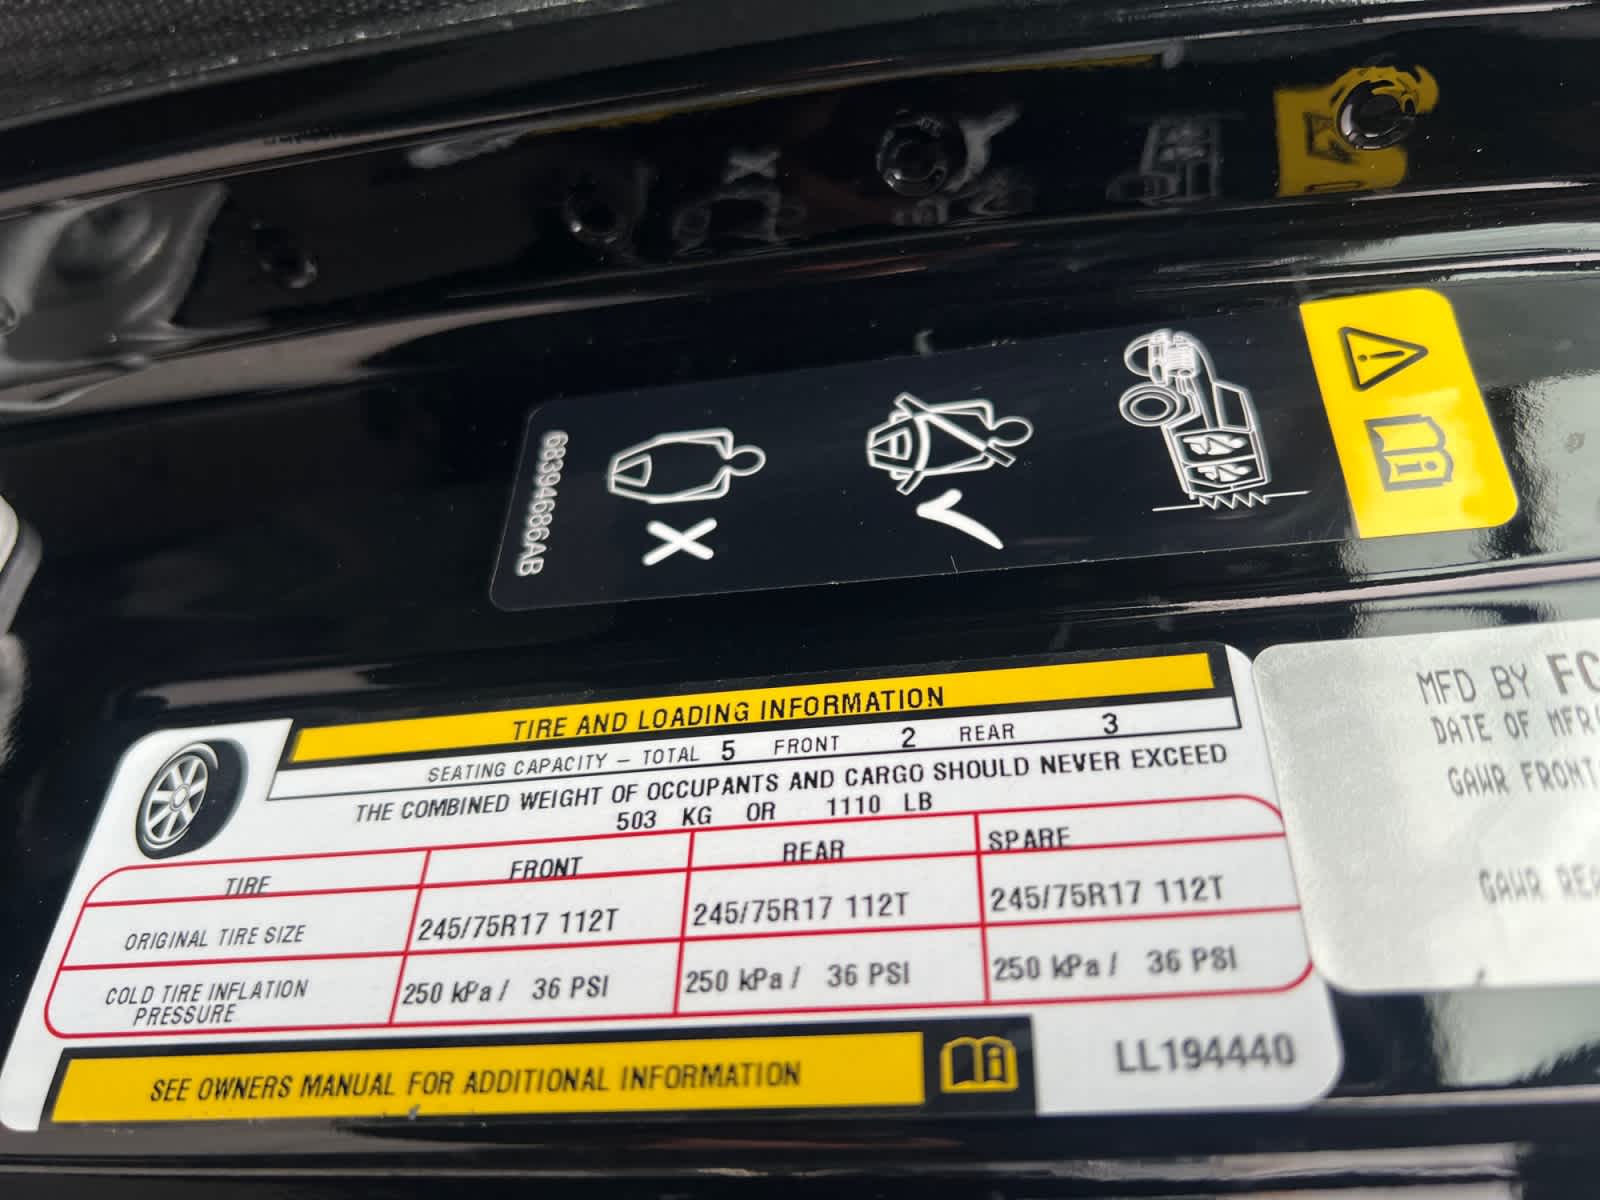 68394686AB
TIRE AND LOADING INFORMATION
SEATING CAPACITY – TOTAL 5 FRONT 2 REAR 3
THE COMBINED WEIGHT OF OCCUPANTS AND CARGO SHOULD NEVER EXCEED
503 KG OR 1110 LB
TIRE FRONT REAR SPARE
ORIGINAL TIRE SIZE 245/75R17 112T 245/75R17 112T 245/75R17 112T
COLD TIRE INFLATION PRESSURE 250 kPa / 36 PSI 250 kPa / 36 PSI 250 kPa / 36 PSI
SEE OWNERS MANUAL FOR ADDITIONAL INFORMATION
LL194440
MFD BY FC
DATE OF MFR
GAWR FRONT
GAWR REA